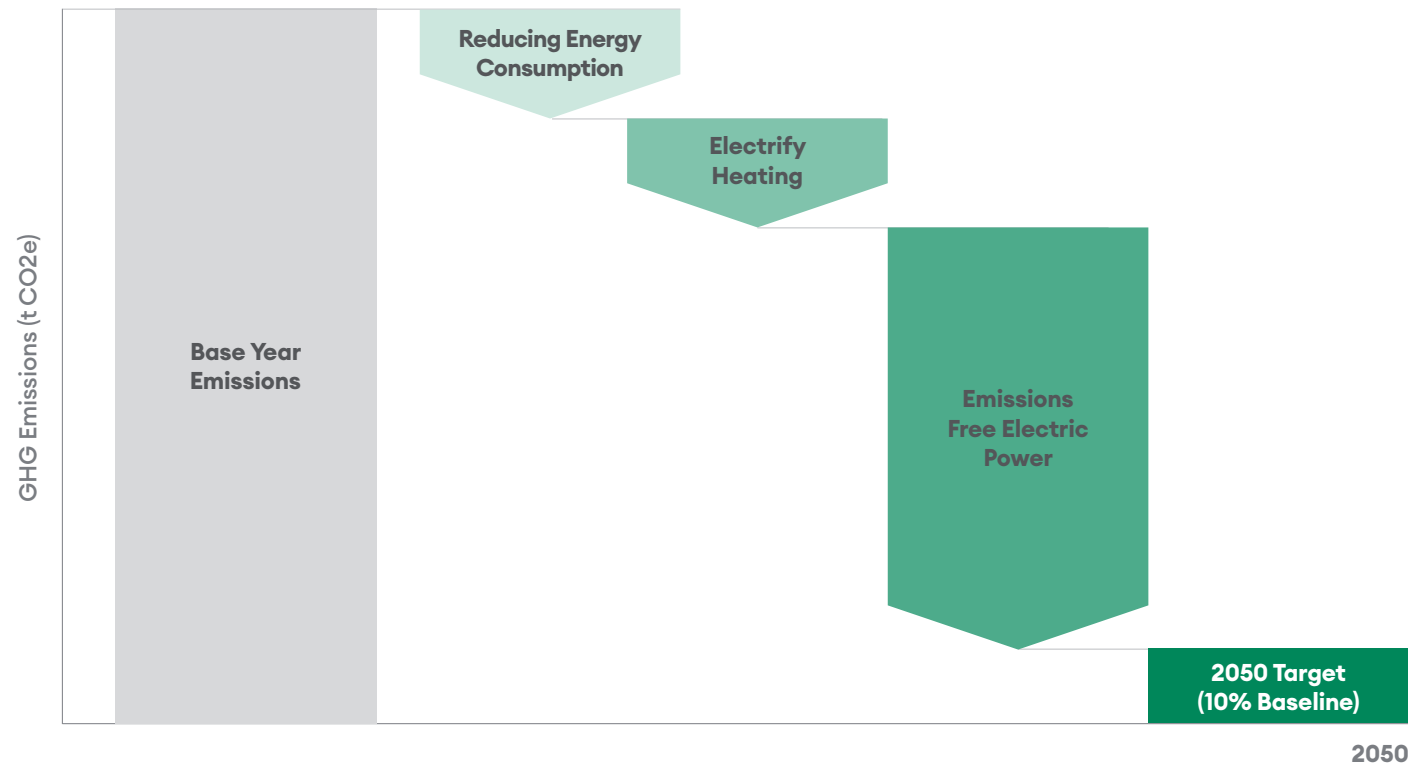 GHG Emissions (t CO2e)
Base Year
Emissions
Reducing Energy
Consumption
Electrify
Heating
Emissions
Free Electric
Power
2050 Target
(10% Baseline)
2050